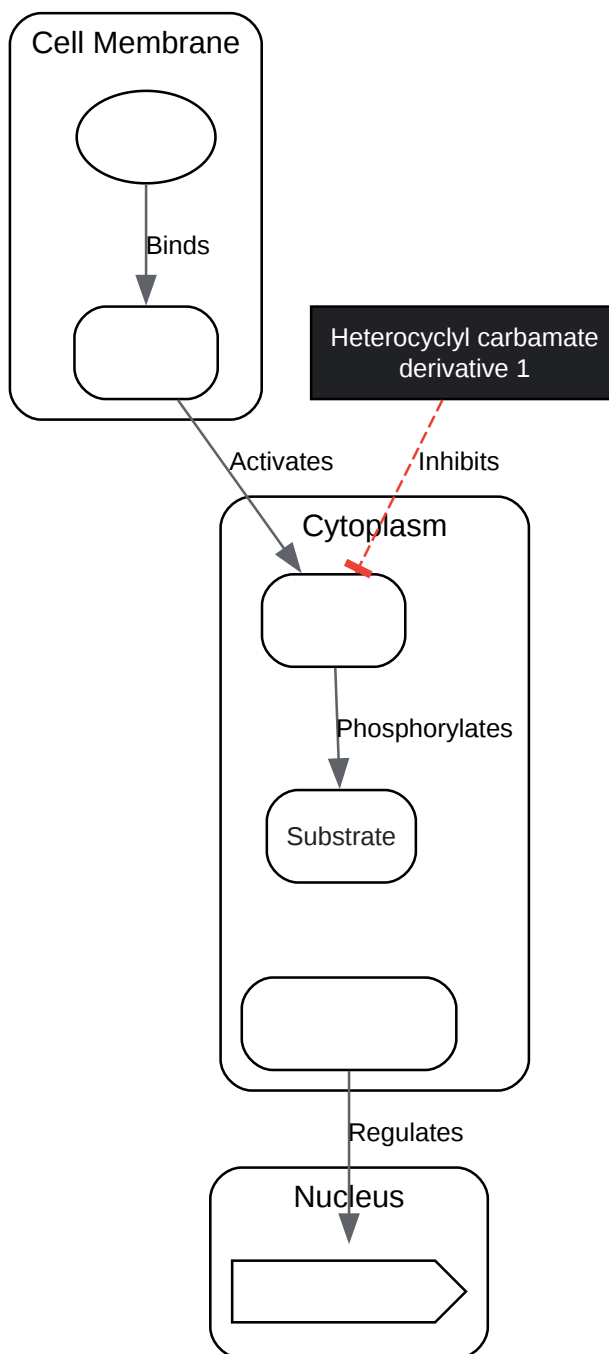 Cell Membrane
Binds
Heterocyclyl carbamate
derivative 1
Activates
Inhibits
Cytoplasm
Phosphorylates
Substrate
Regulates
Nucleus